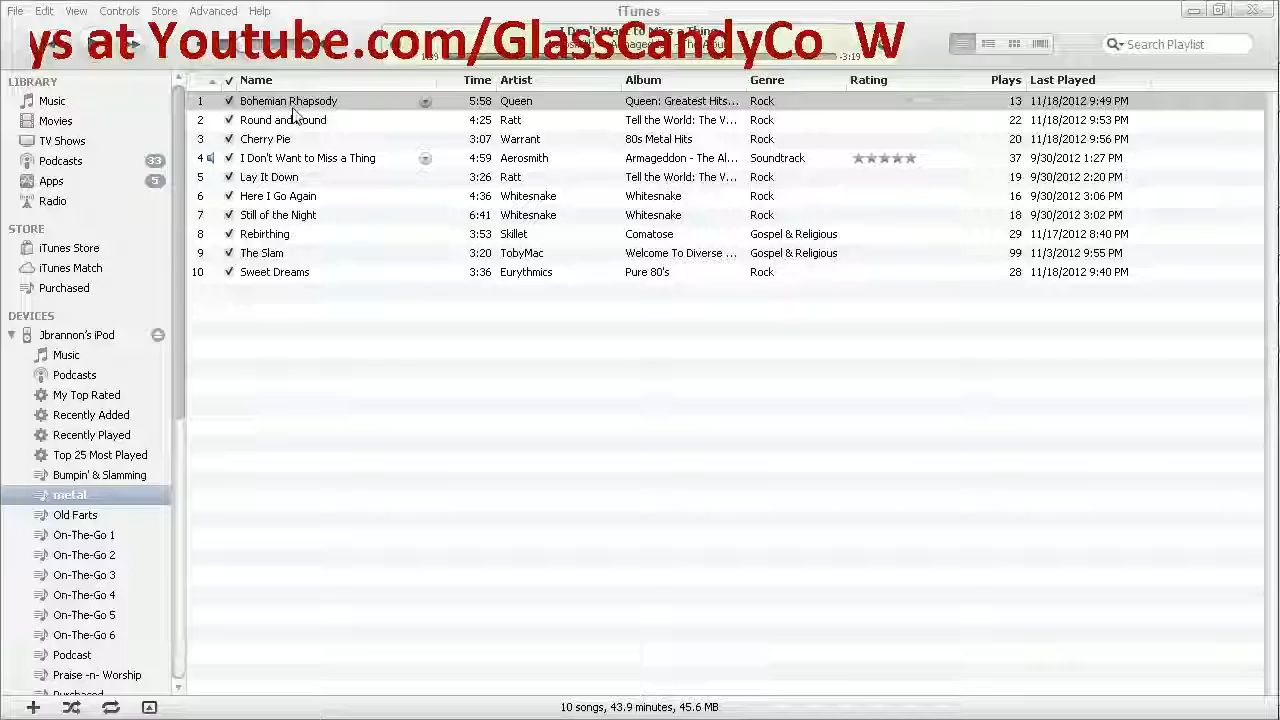 File Edit View Controls Store Advanced Help
iTunes
I Don't Want to Miss a Thing
ys at Youtube.com/GlassCandyCo W
-3:19
Search Playlist
LIBRARY
Music
Movies
TV Shows
Podcasts 33
Apps 5
Radio
STORE
iTunes Store
iTunes Match
Purchased
DEVICES
Jbrannon's iPod
Music
Podcasts
My Top Rated
Recently Added
Recently Played
Top 25 Most Played
Bumpin' & Slamming
metal
Old Farts
On-The-Go 1
On-The-Go 2
On-The-Go 3
On-The-Go 4
On-The-Go 5
On-The-Go 6
Podcast
Praise -n- Worship
Purchased
Name Time Artist Album Genre Rating Plays Last Played
1 Bohemian Rhapsody 5:58 Queen Queen: Greatest Hits... Rock 13 11/18/2012 9:49 PM
2 Round and Round 4:25 Ratt Tell the World: The V... Rock 22 11/18/2012 9:53 PM
3 Cherry Pie 3:07 Warrant 80s Metal Hits Rock 20 11/18/2012 9:56 PM
4 I Don't Want to Miss a Thing 4:59 Aerosmith Armageddon - The Al... Soundtrack ★★★★★ 37 9/30/2012 1:27 PM
5 Lay It Down 3:26 Ratt Tell the World: The V... Rock 19 9/30/2012 2:20 PM
6 Here I Go Again 4:36 Whitesnake Whitesnake Rock 16 9/30/2012 3:06 PM
7 Still of the Night 6:41 Whitesnake Whitesnake Rock 18 9/30/2012 3:02 PM
8 Rebirthing 3:53 Skillet Comatose Gospel & Religious 29 11/17/2012 8:40 PM
9 The Slam 3:20 TobyMac Welcome To Diverse ... Gospel & Religious 99 11/3/2012 9:55 PM
10 Sweet Dreams 3:36 Eurythmics Pure 80's Rock 28 11/18/2012 9:40 PM
10 songs, 43.9 minutes, 45.6 MB